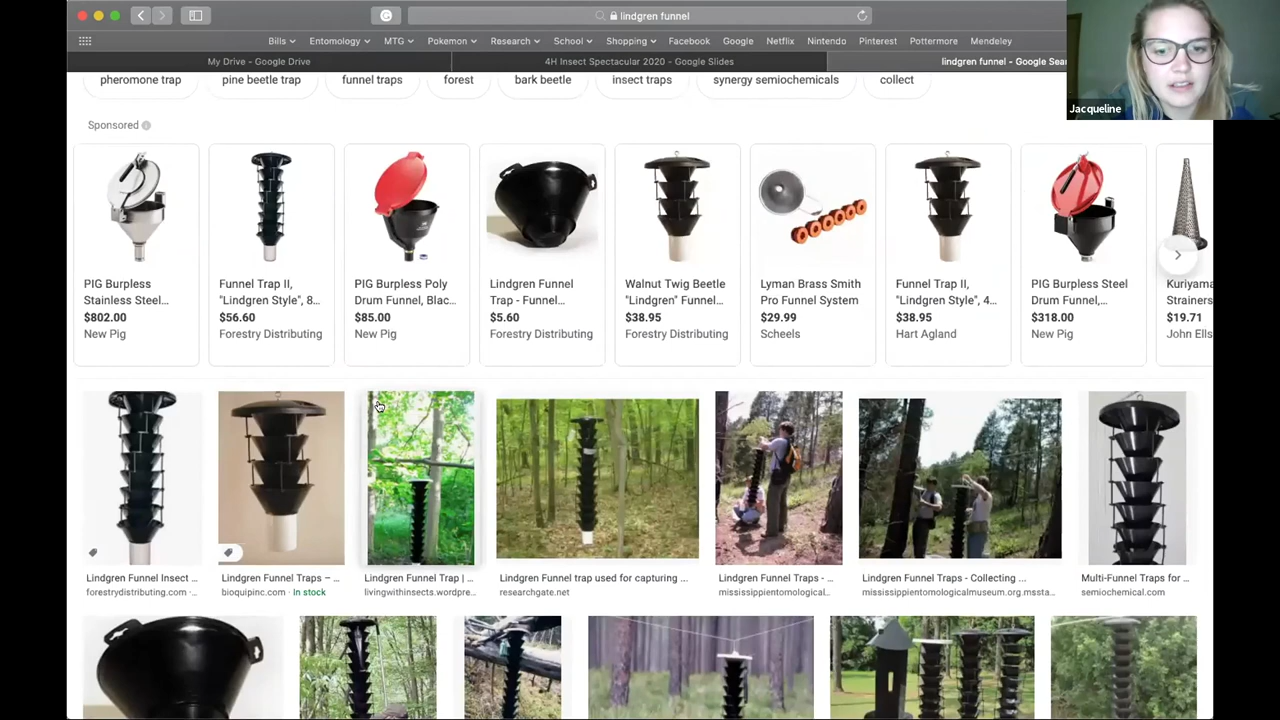 lindgren funnel
Bills Entomology MTG Pokemon Research School Shopping Facebook Google Netflix Nintendo Pinterest Pottermore Mendeley
My Drive - Google Drive 4H Insect Spectacular 2020 - Google Slides lindgren funnel - Google Sea
Jacqueline
pheromone trap pine beetle trap funnel traps forest bark beetle insect traps synergy semiochemicals collect
Sponsored
PIG Burpless
Stainless Steel...
$802.00
New Pig
Funnel Trap II,
"Lindgren Style", 8...
$56.60
Forestry Distributing
PIG Burpless Poly
Drum Funnel, Blac...
$85.00
New Pig
Lindgren Funnel
Trap - Funnel...
$5.60
Forestry Distributing
Walnut Twig Beetle
"Lindgren" Funnel...
$38.95
Forestry Distributing
Lyman Brass Smith
Pro Funnel System
$29.99
Scheels
Funnel Trap II,
"Lindgren Style", 4...
$38.95
Hart Agland
PIG Burpless Steel
Drum Funnel,...
$318.00
New Pig
Kuriyama
Strainers
$19.71
John Ells
Lindgren Funnel Insect ...
forestrydistributing.com ·
Lindgren Funnel Traps – ...
bioquipinc.com · In stock
Lindgren Funnel Trap | ...
livingwithinsects.wordpre...
Lindgren Funnel trap used for capturing ...
researchgate.net
Lindgren Funnel Traps - ...
mississippientomological...
Lindgren Funnel Traps - Collecting ...
mississippientomologicalmuseum.org.mssta...
Multi-Funnel Traps for ...
semiochemical.com